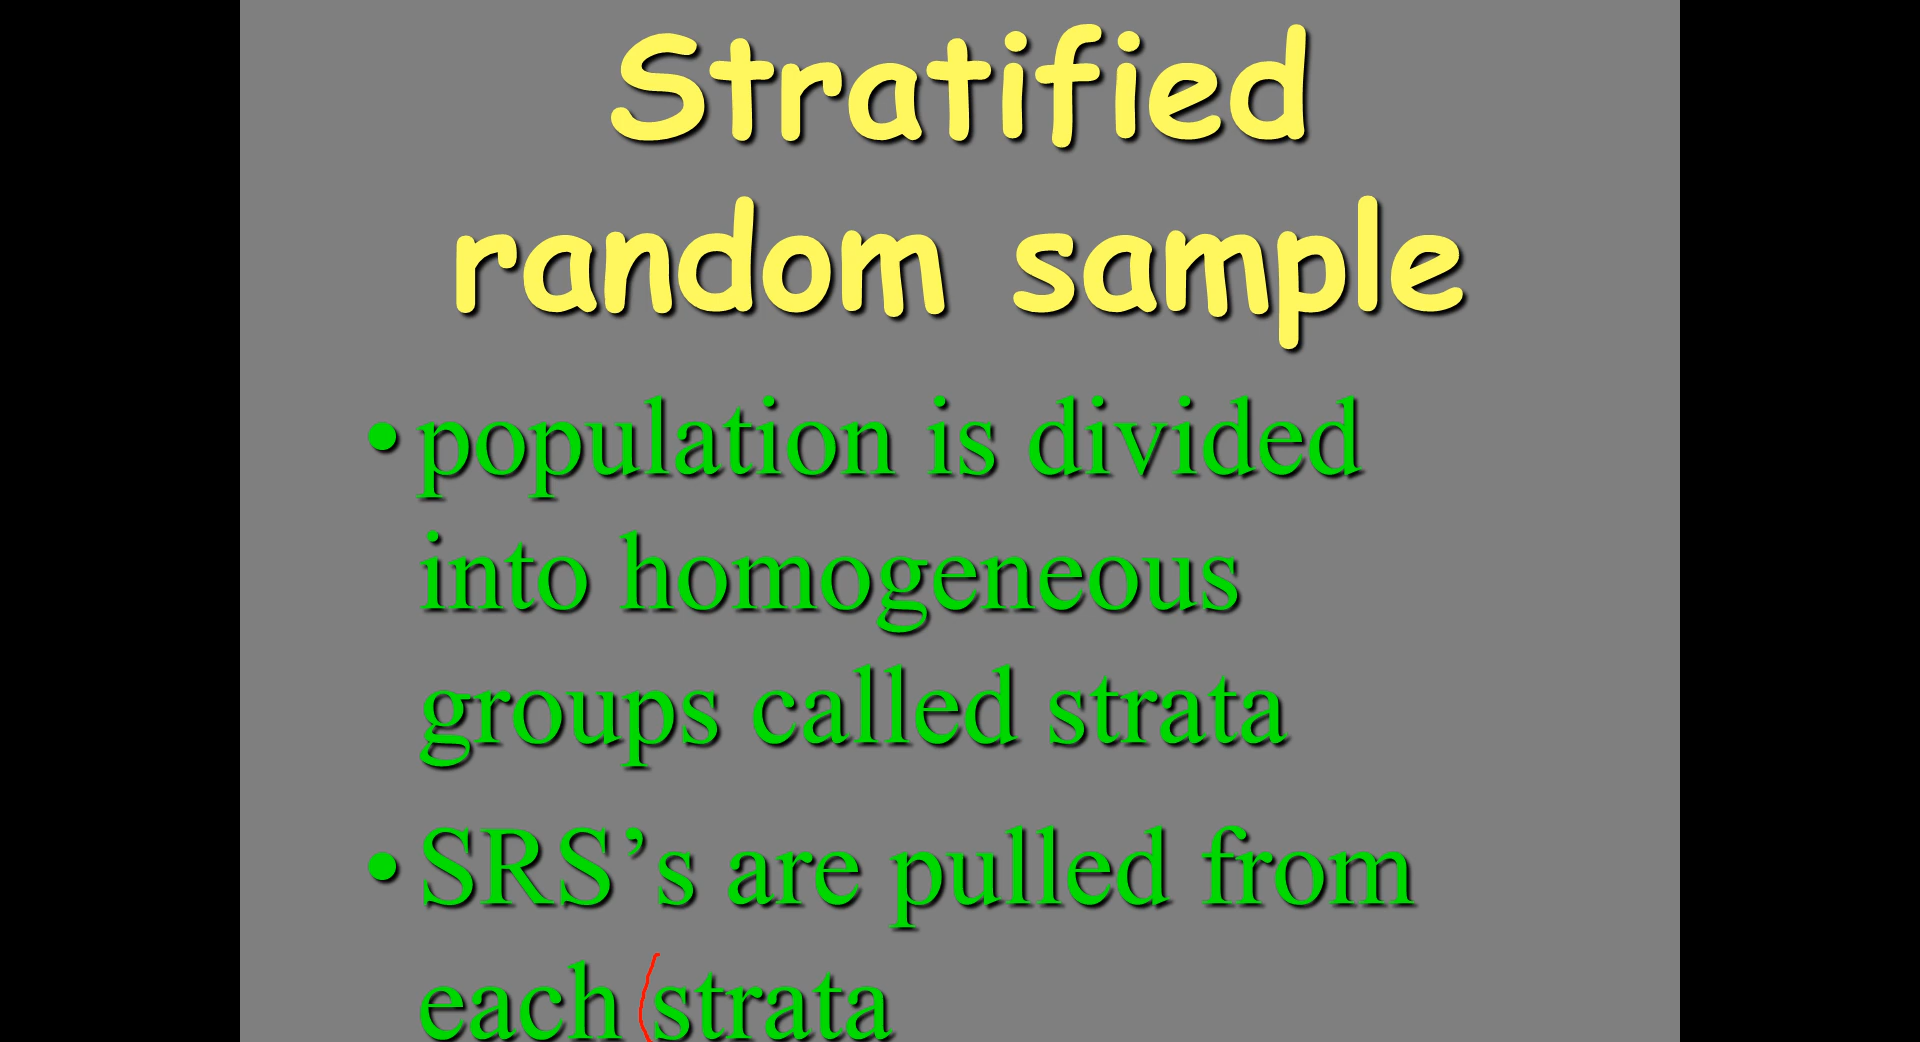 Stratified
random sample
• population is divided
into homogeneous
groups called strata
• SRS’s are pulled from
each strata